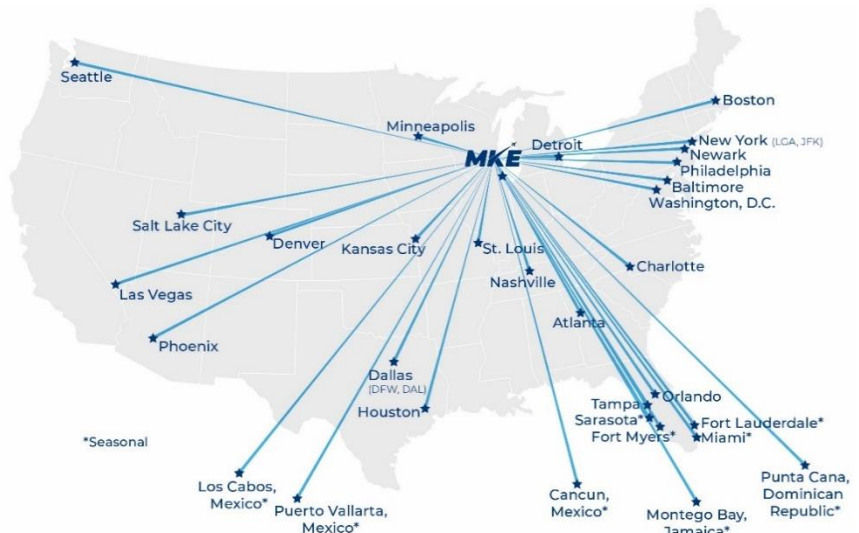 Seattle
Minneapolis
MKE
Detroit
Boston
New York (LGA, JFK)
Newark
Philadelphia
Baltimore
Washington, D.C.
Salt Lake City
Denver
Kansas City
St. Louis
Nashville
Charlotte
Las Vegas
Phoenix
Atlanta
Dallas
(DFW, DAL)
Houston
Orlando
Tampa
Sarasota*
Fort Myers*
Fort Lauderdale*
Miami*
*Seasonal
Los Cabos,
Mexico*
Puerto Vallarta,
Mexico*
Cancun,
Mexico*
Montego Bay,
Jamaica*
Punta Cana,
Dominican
Republic*